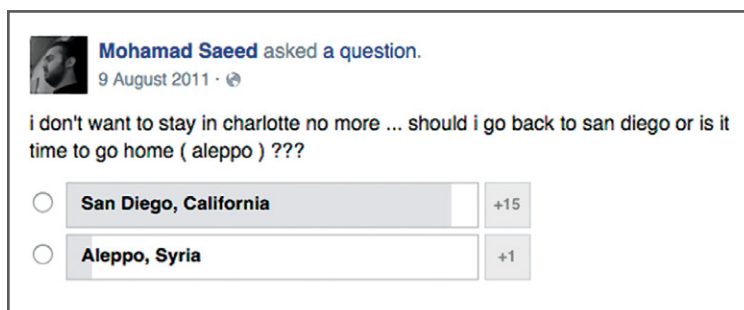 Mohamad Saeed asked a question.
9 August 2011 ·
i don't want to stay in charlotte no more ... should i go back to san diego or is it
time to go home ( aleppo ) ???
San Diego, California +15
Aleppo, Syria +1